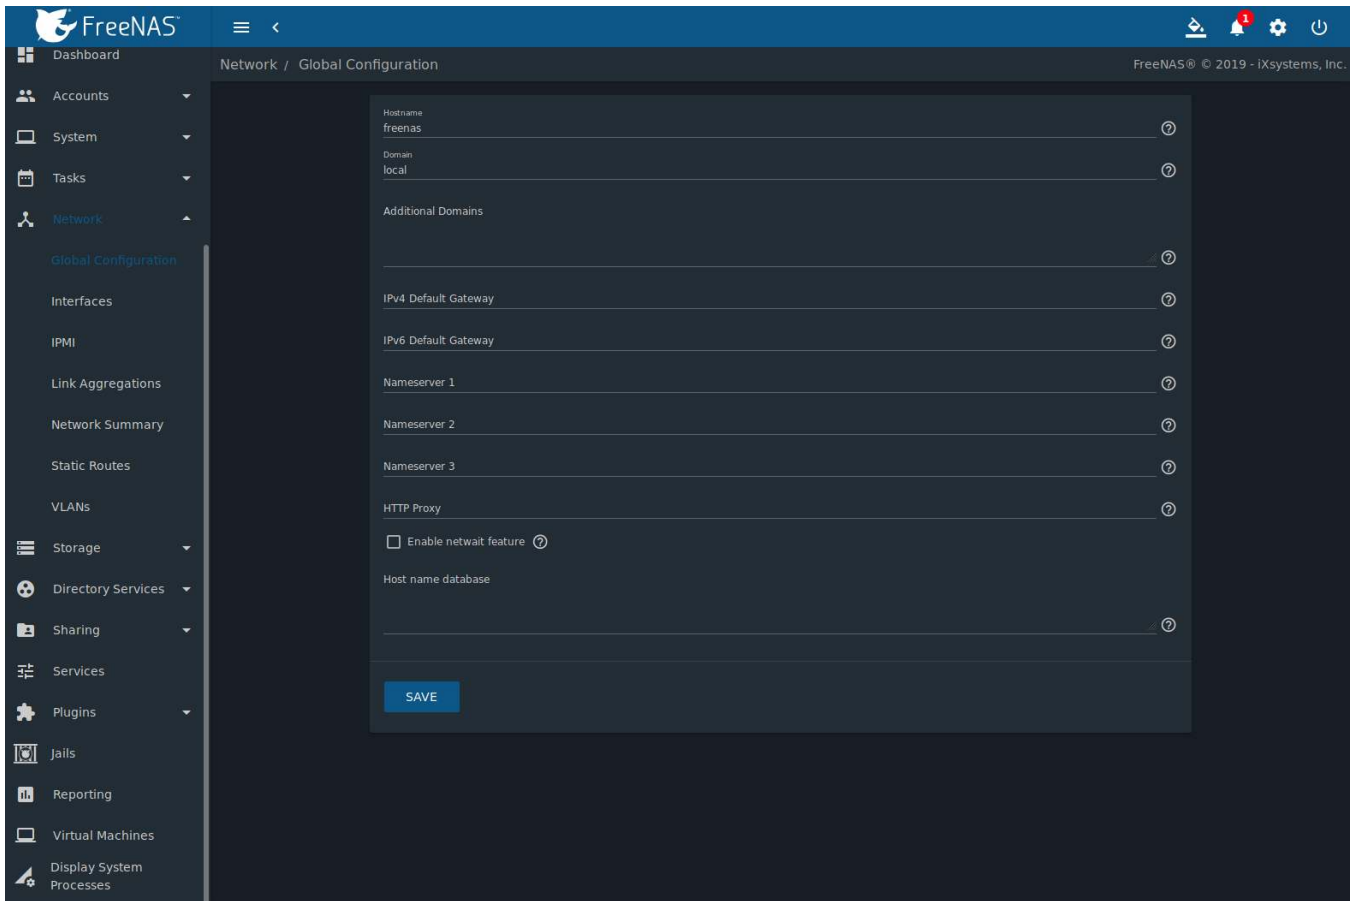 FreeNAS™
1
Dashboard
Network / Global Configuration
FreeNAS® © 2019 - iXsystems, Inc.
Accounts
System
Tasks
Network
Global Configuration
Interfaces
IPMI
Link Aggregations
Network Summary
Static Routes
VLANs
Storage
Directory Services
Sharing
Services
Plugins
Jails
Reporting
Virtual Machines
Display System
Processes
Hostname
freenas
Domain
local
Additional Domains
IPv4 Default Gateway
IPv6 Default Gateway
Nameserver 1
Nameserver 2
Nameserver 3
HTTP Proxy
Enable netwait feature
Host name database
SAVE